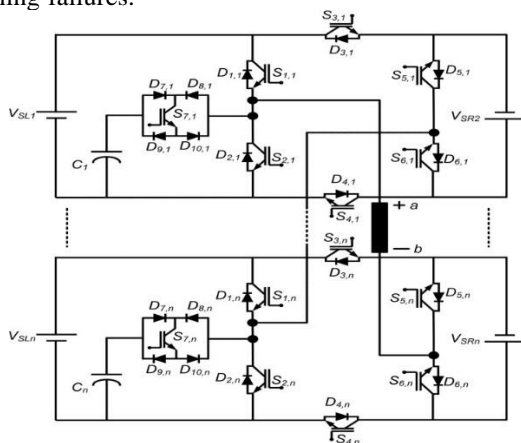 ing failures.
S3,1
D3,1
D1,1
S1,1
S5,1
D5,1
D7,1
D8,1
S7,1
VSL1
VSR2
D9,1
D10,1
C1
D2,1
S2,1
S6,1
D6,1
D4,1
S4,1
+ a
S3,n
– b
D3,n
D1,n
S1,n
S5,n
D5,n
D7,n
D8,n
S7,n
VSLn
VSRn
D9,n
D10,n
Cn
D2,n
S2,n
S6,n
D6,n
D4,n
S4,n